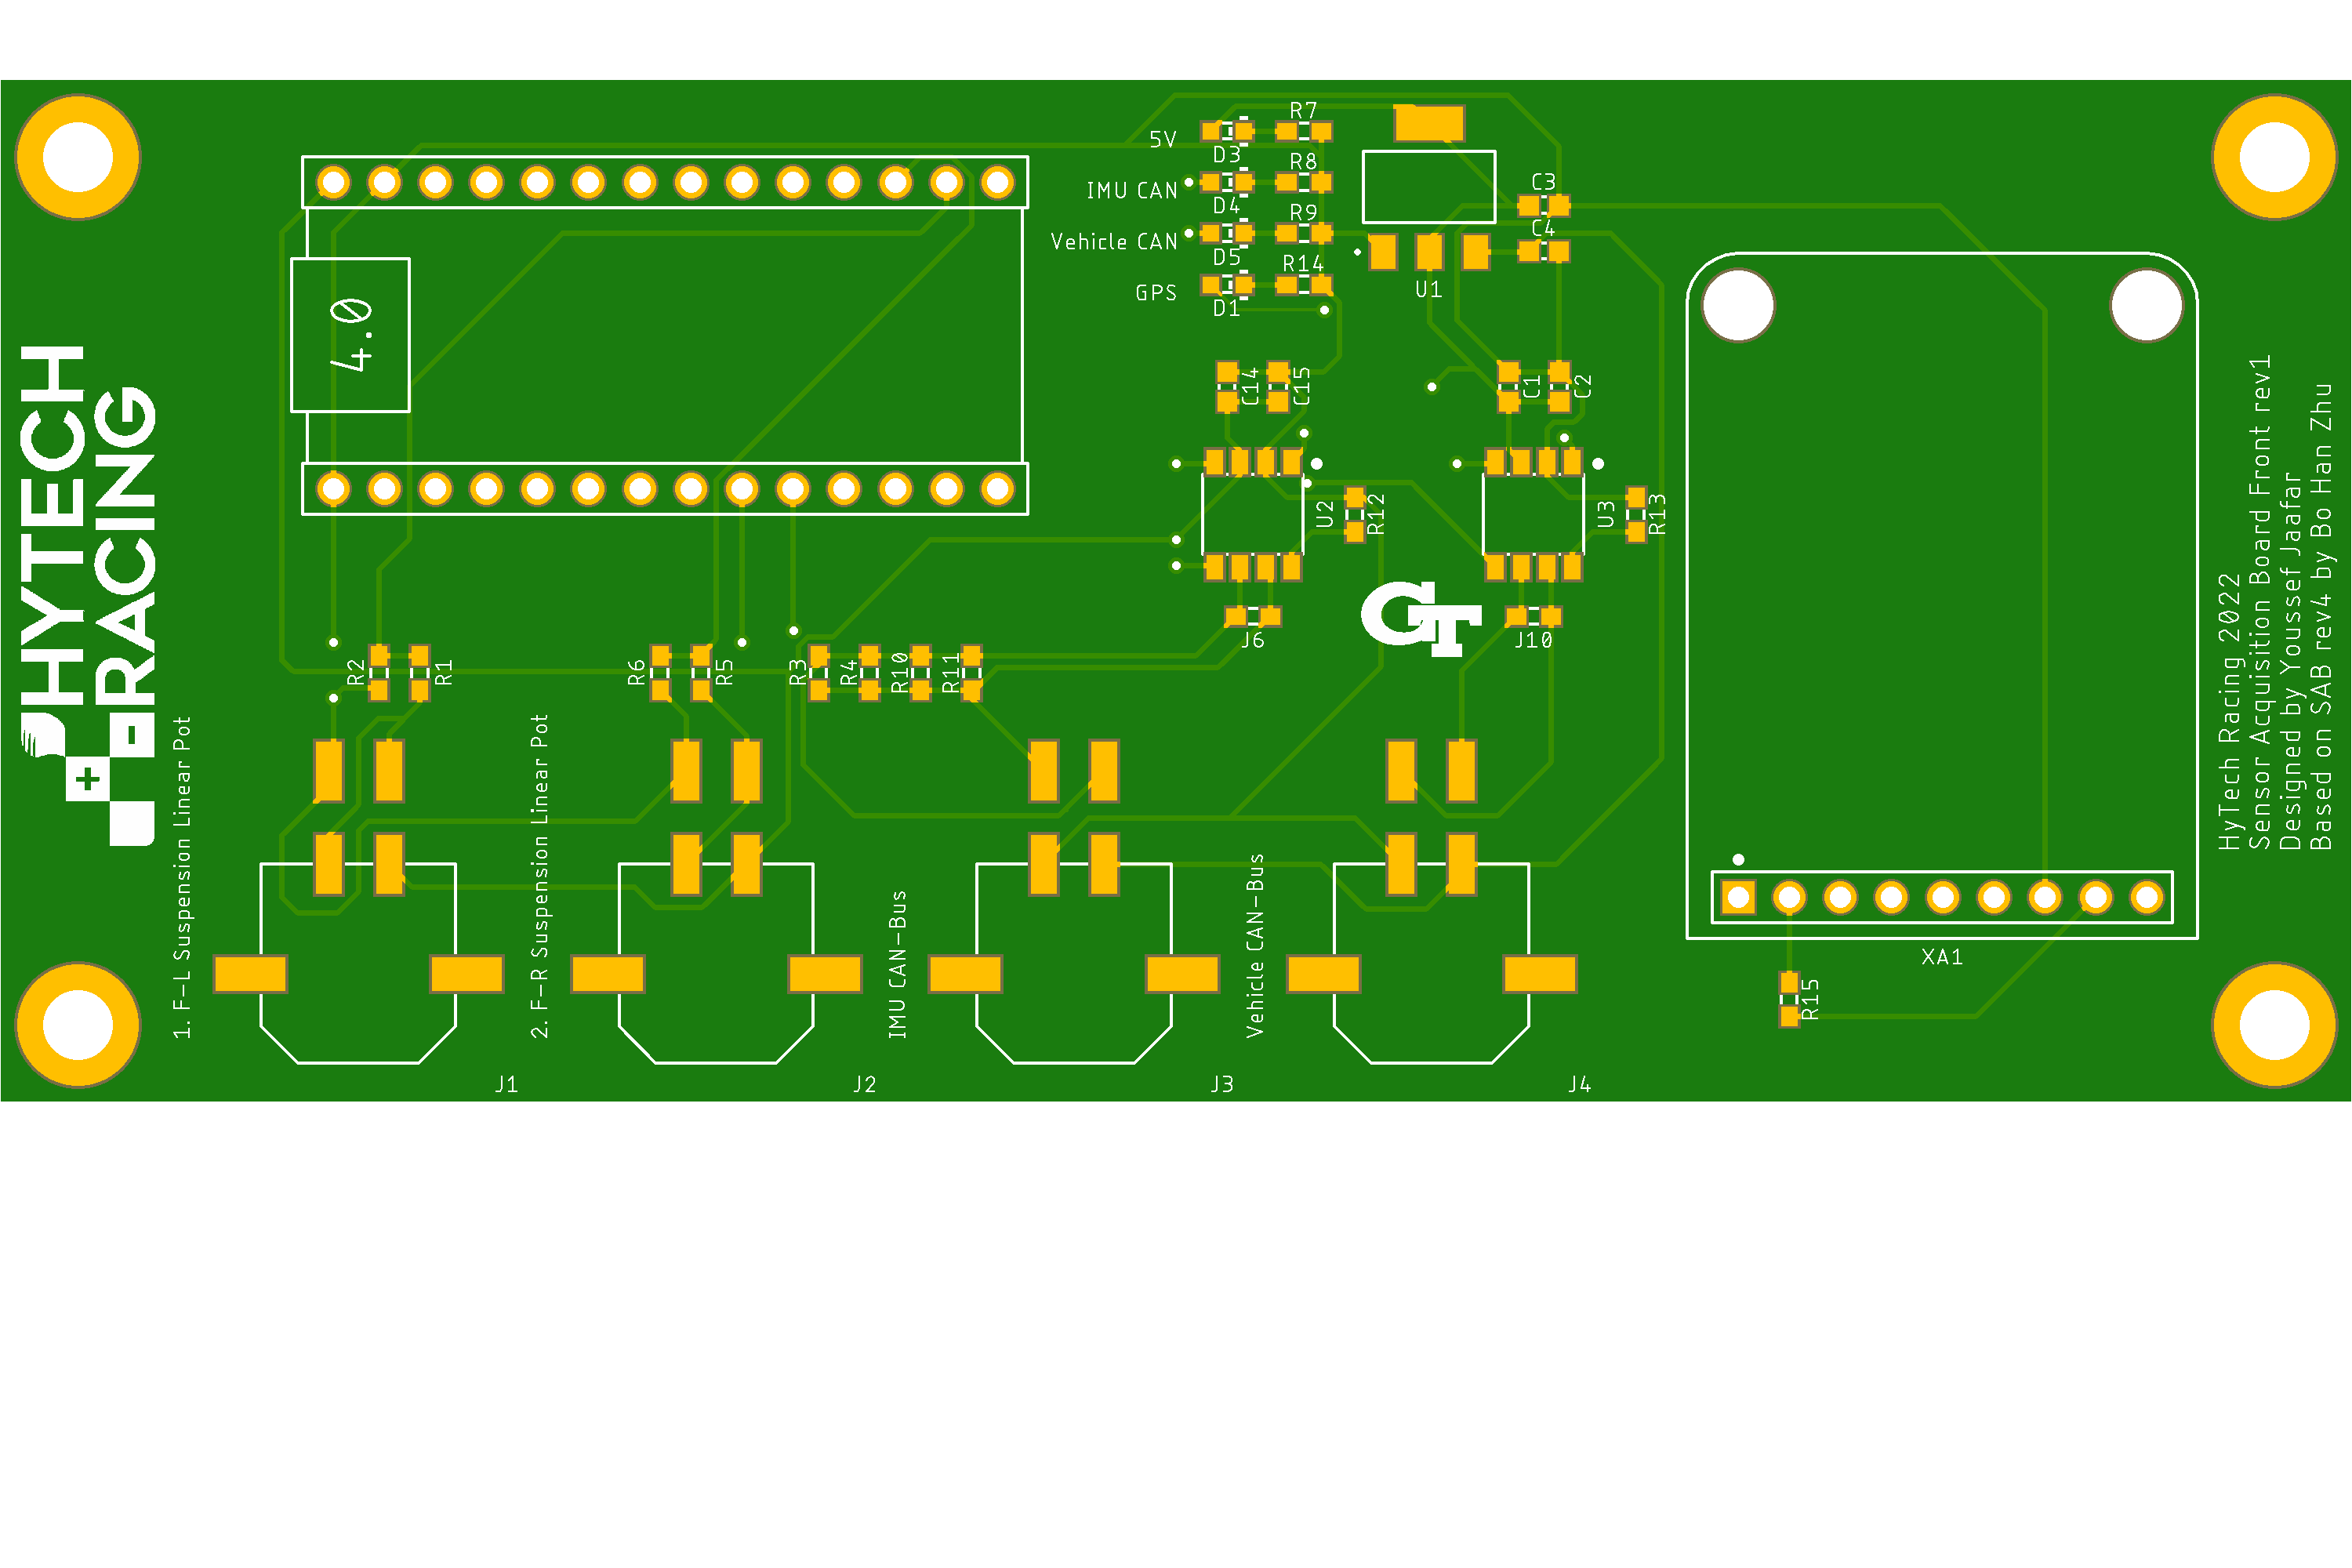 R7
5V
D3
R8
IMU CAN
D4
R9
Vehicle CAN
D5
R14
GPS
D1
U1
C3
C4
4.0
C14
C15
C1
C2
U2
R12
U3
R13
J6
J10
HYTECH
RACING
R2
R1
R6
R5
R3
R4
R10
R11
GT
+
-
1. F-L Suspension Linear Pot
2. F-R Suspension Linear Pot
IMU CAN-Bus
Vehicle CAN-Bus
J1
J2
J3
J4
XA1
R15
HyTech Racing 2022
Sensor Acquisition Board Front rev1
Designed by Youssef Jaafar
Based on SAB rev4 by Bo Han Zhu